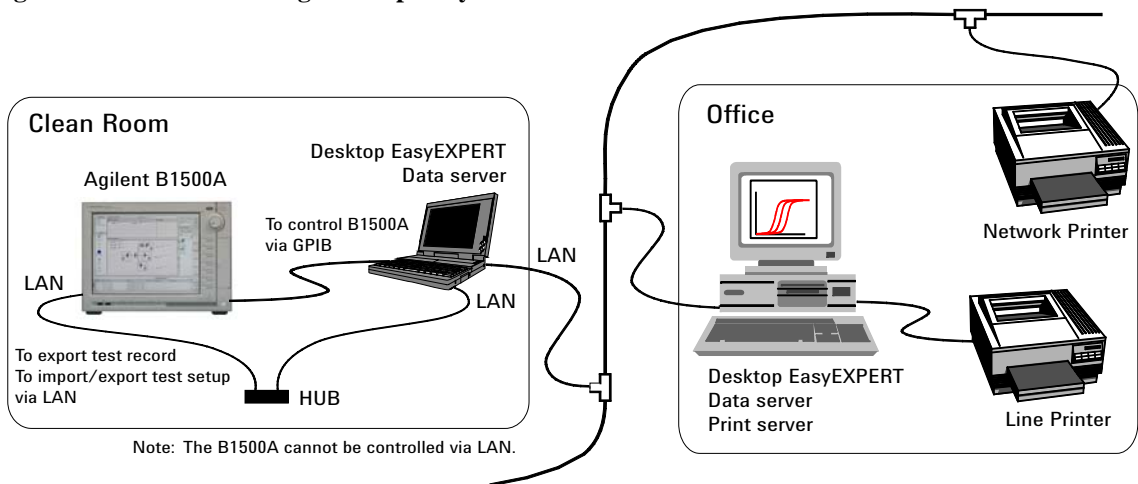 Clean Room
Agilent B1500A
Desktop EasyEXPERT
Data server
To control B1500A
via GPIB
LAN
LAN
LAN
To export test record
To import/export test setup
via LAN
HUB
Note: The B1500A cannot be controlled via LAN.
Office
Network Printer
Desktop EasyEXPERT
Data server
Print server
Line Printer